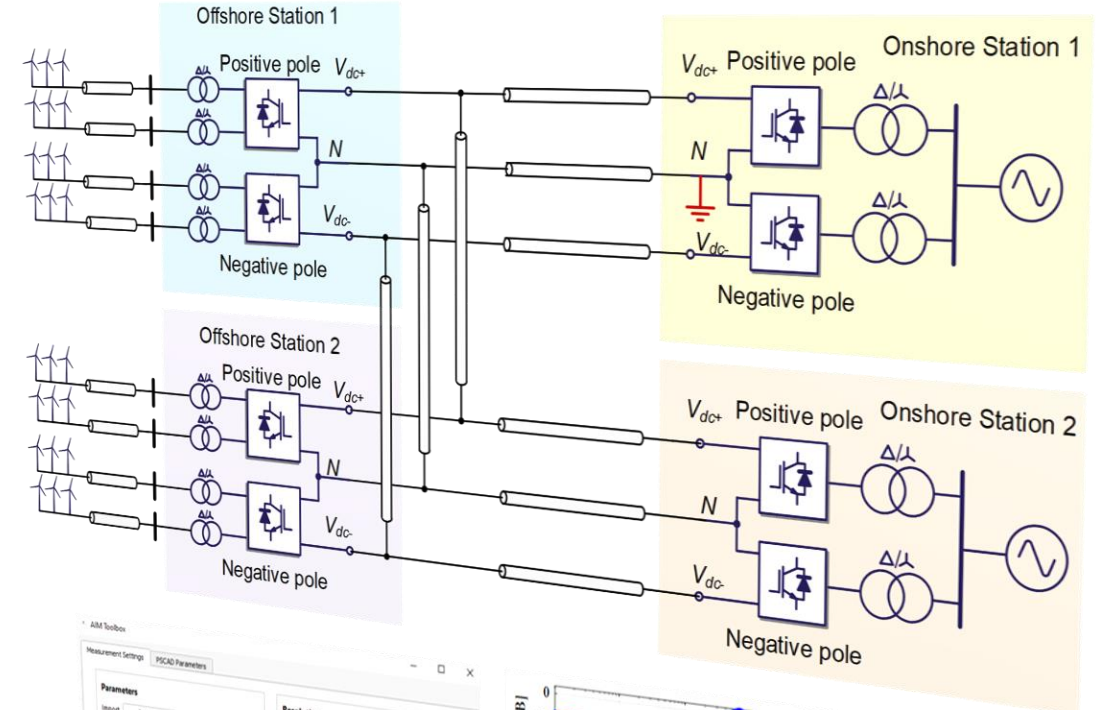 Offshore Station 1
Positive pole
Vdc+
Δ/⅄
Δ/⅄
N
Δ/⅄
Δ/⅄
Vdc-
Negative pole
Onshore Station 1
Vdc+ Positive pole
Δ/⅄
N
Δ/⅄
Vdc-
Negative pole
Offshore Station 2
Positive pole
Vdc+
Δ/⅄
Δ/⅄
N
Δ/⅄
Δ/⅄
Vdc-
Negative pole
Onshore Station 2
Vdc+ Positive pole
Δ/⅄
N
Δ/⅄
Vdc-
Negative pole
AIM Toolbox
Measurement Settings PSCAD Parameters
Parameters
0